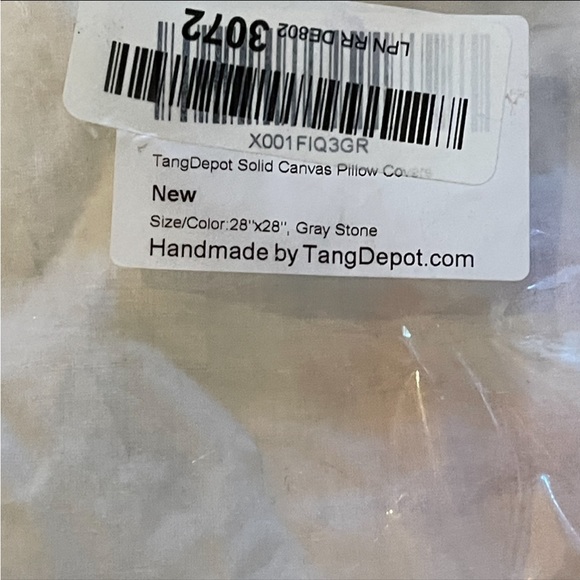 LPN RR DE802 3072
X001FIQ3GR
TangDepot Solid Canvas Pillow Covers
New
Size/Color:28"x28", Gray Stone
Handmade by TangDepot.com